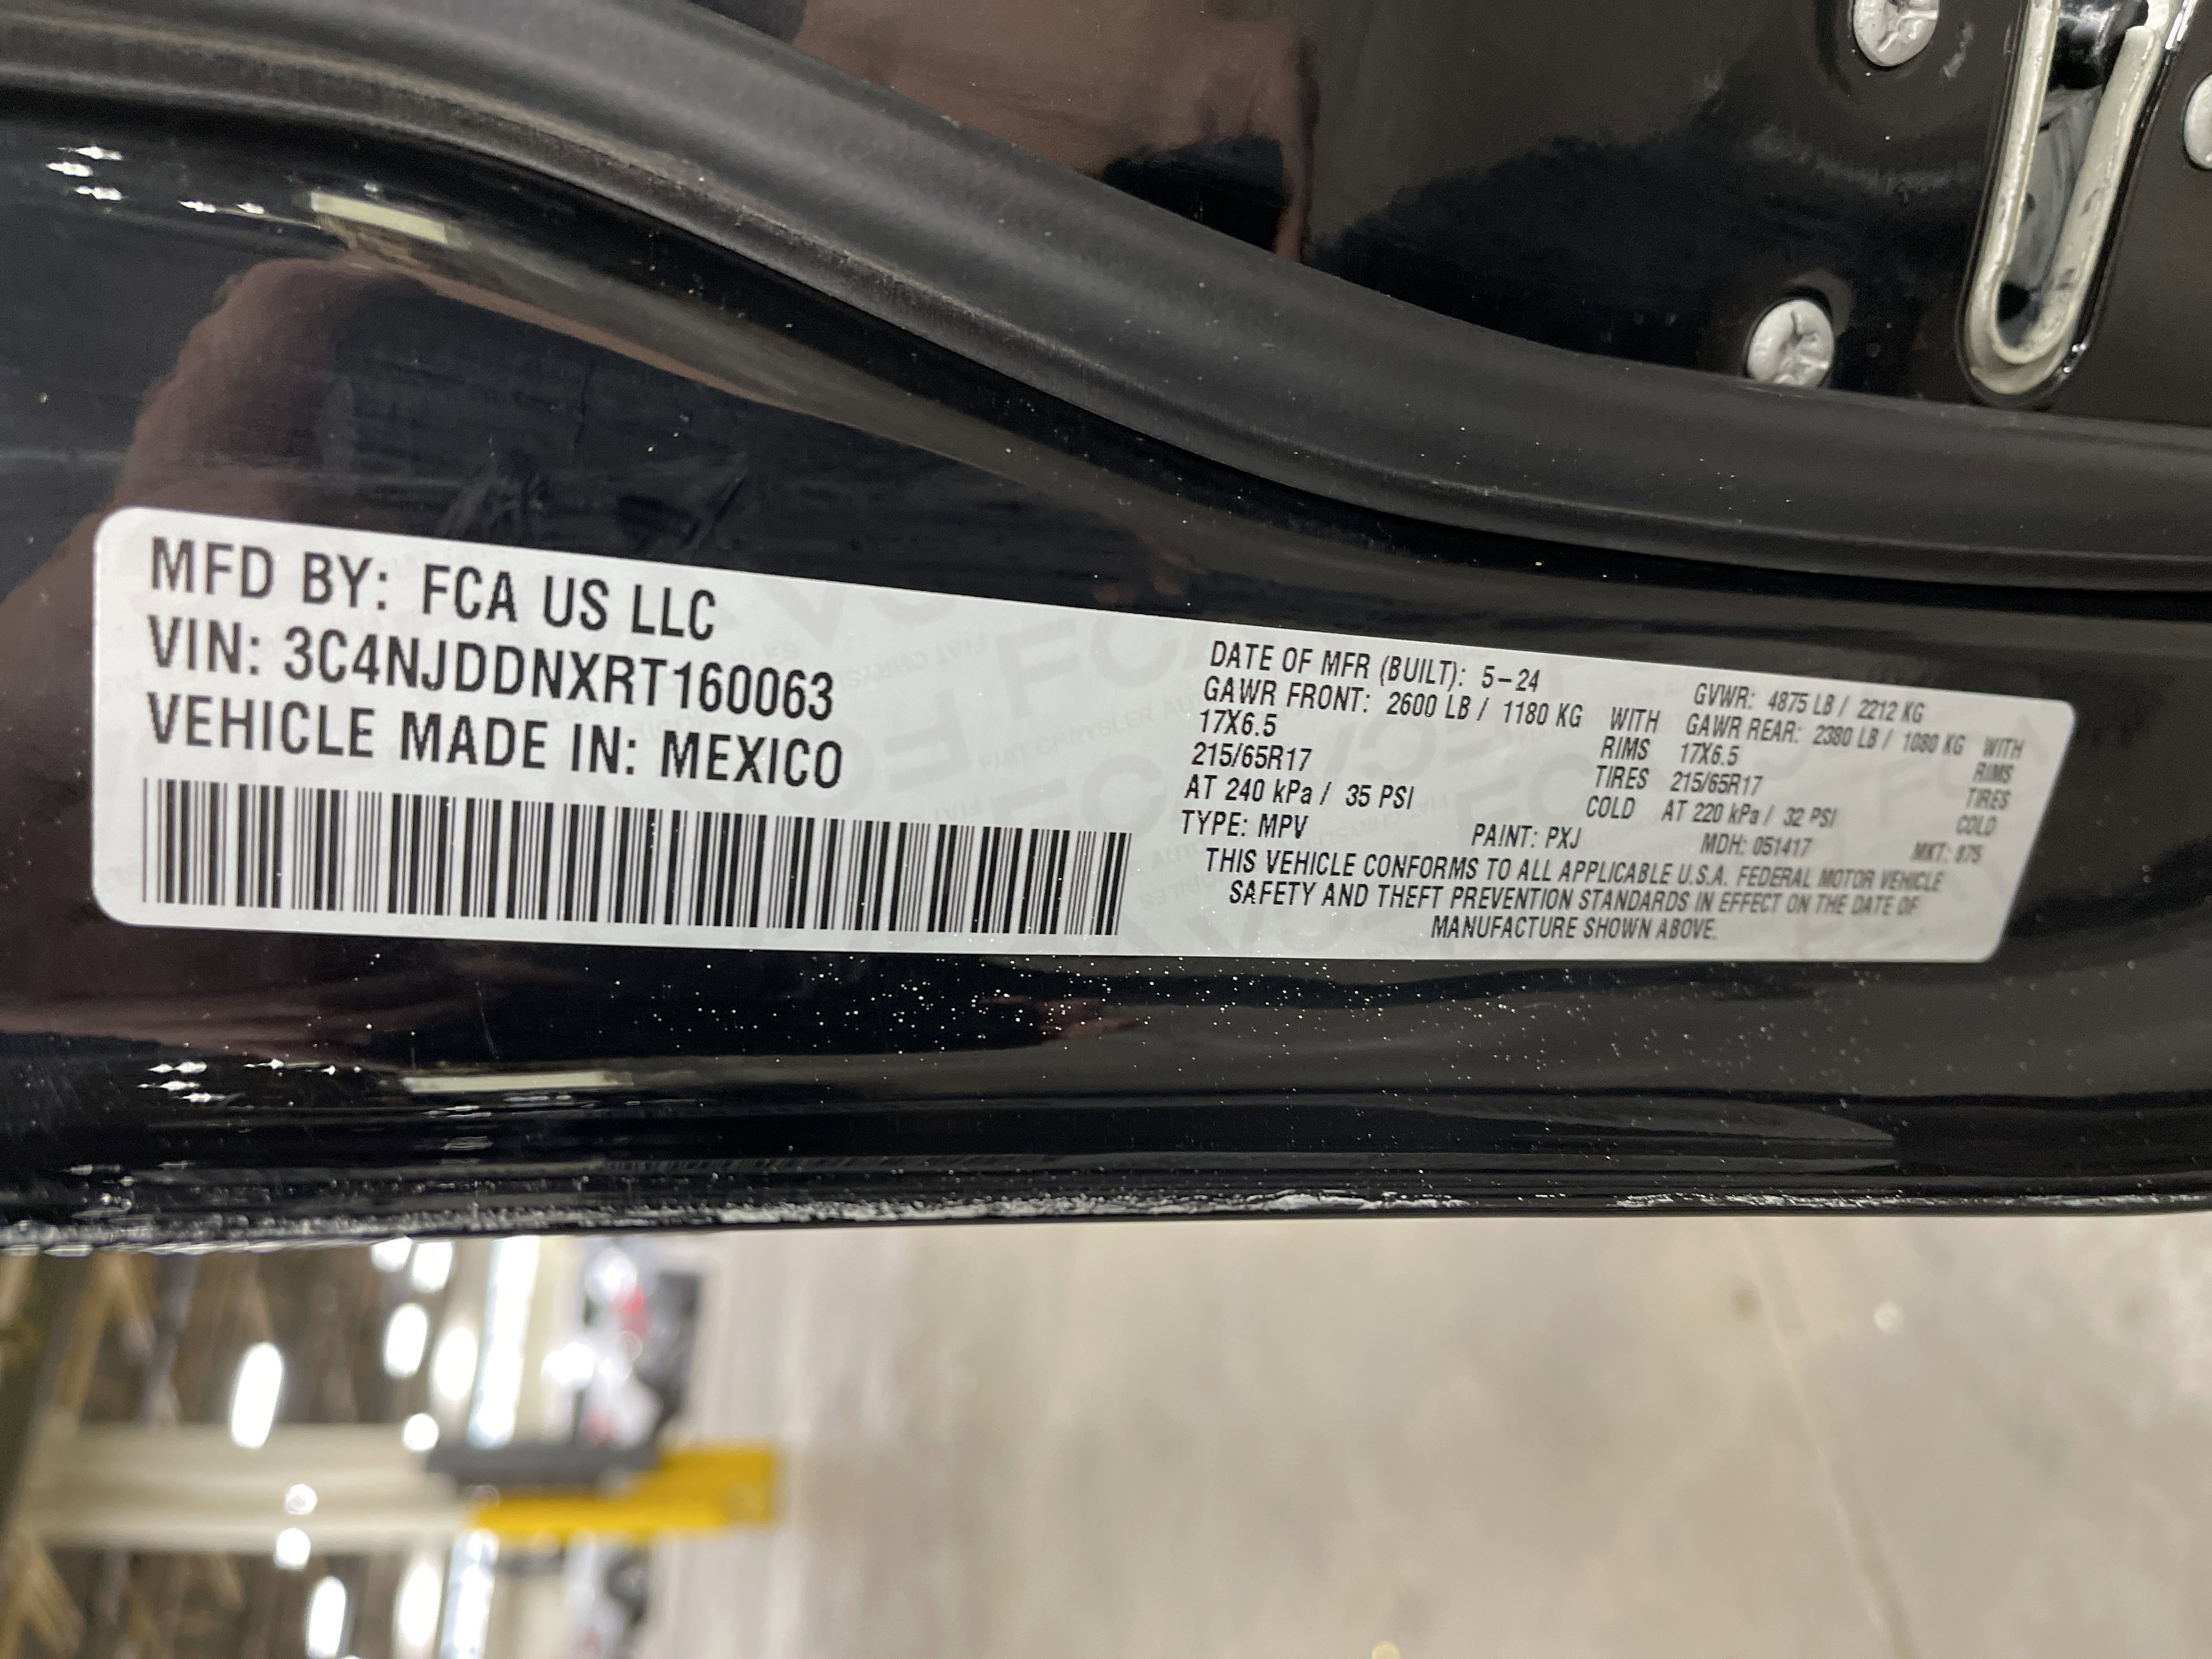 MFD BY: FCA US LLC
VIN: 3C4NJDDNXRT160063
VEHICLE MADE IN: MEXICO
DATE OF MFR (BUILT): 5-24 GVWR: 4875 LB / 2212 KG
GAWR FRONT: 2600 LB / 1180 KG WITH GAWR REAR: 2380 LB / 1080 KG WITH
17X6.5 RIMS 17X6.5 RIMS
215/65R17 TIRES 215/65R17 TIRES
AT 240 kPa / 35 PSI COLD AT 220 kPa / 32 PSI COLD
TYPE: MPV PAINT: PXJ MDH: 051417 MKT: 875
THIS VEHICLE CONFORMS TO ALL APPLICABLE U.S.A. FEDERAL MOTOR VEHICLE
SAFETY AND THEFT PREVENTION STANDARDS IN EFFECT ON THE DATE OF
MANUFACTURE SHOWN ABOVE.